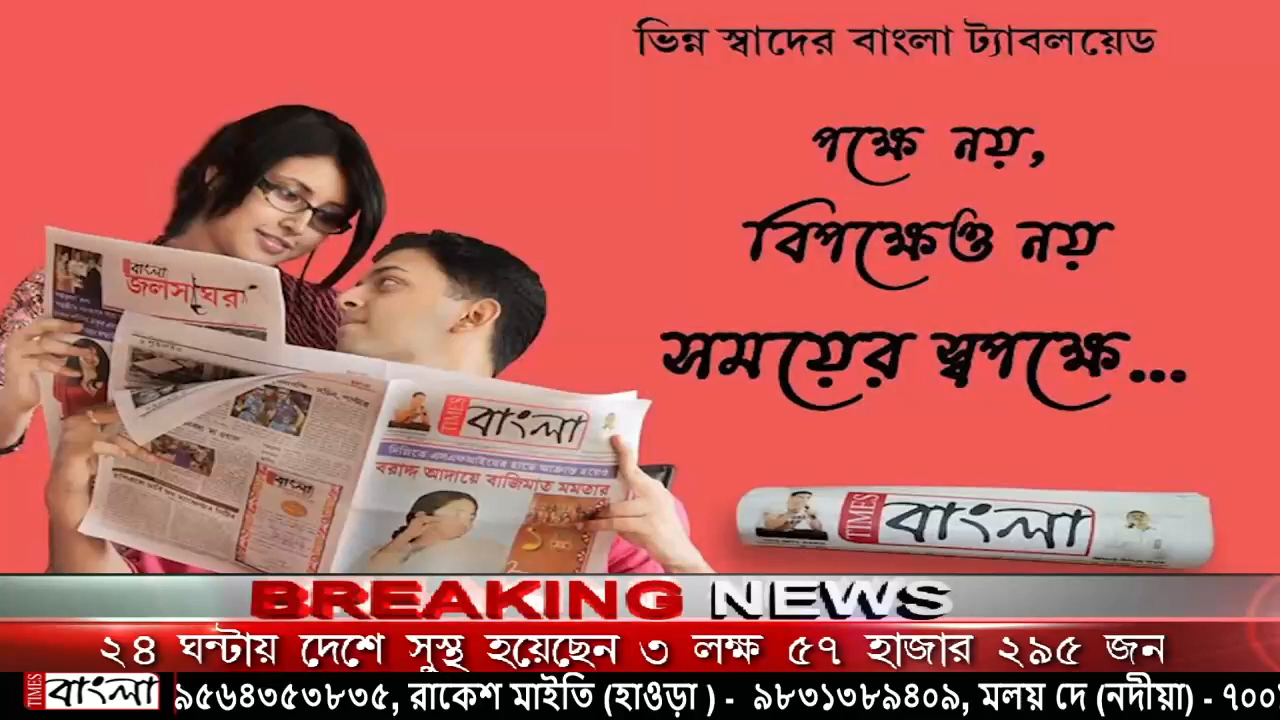 ভিন্ন স্বাদের বাংলা ট্যাবলয়েড
পক্ষে নয়,
বিপক্ষেও নয়
সময়ের স্বপক্ষে...
বাংলা
জলসাঘর
TIMES বাংলা
বরাদ্দ আদায়ে বাজিমাত মমতার
বাংলা
TIMES বাংলা
BREAKING NEWS
২৪ ঘন্টায় দেশে সুস্থ হয়েছেন ৩ লক্ষ ৫৭ হাজার ২৯৫ জন
TIMES বাংলা
৯৫৬৪৩৫৩৮৩৫, রাকেশ মাইতি (হাওড়া ) - ৯৮৩১৩৮৯৪০৯, মলয় দে (নদীয়া) - ৭০০